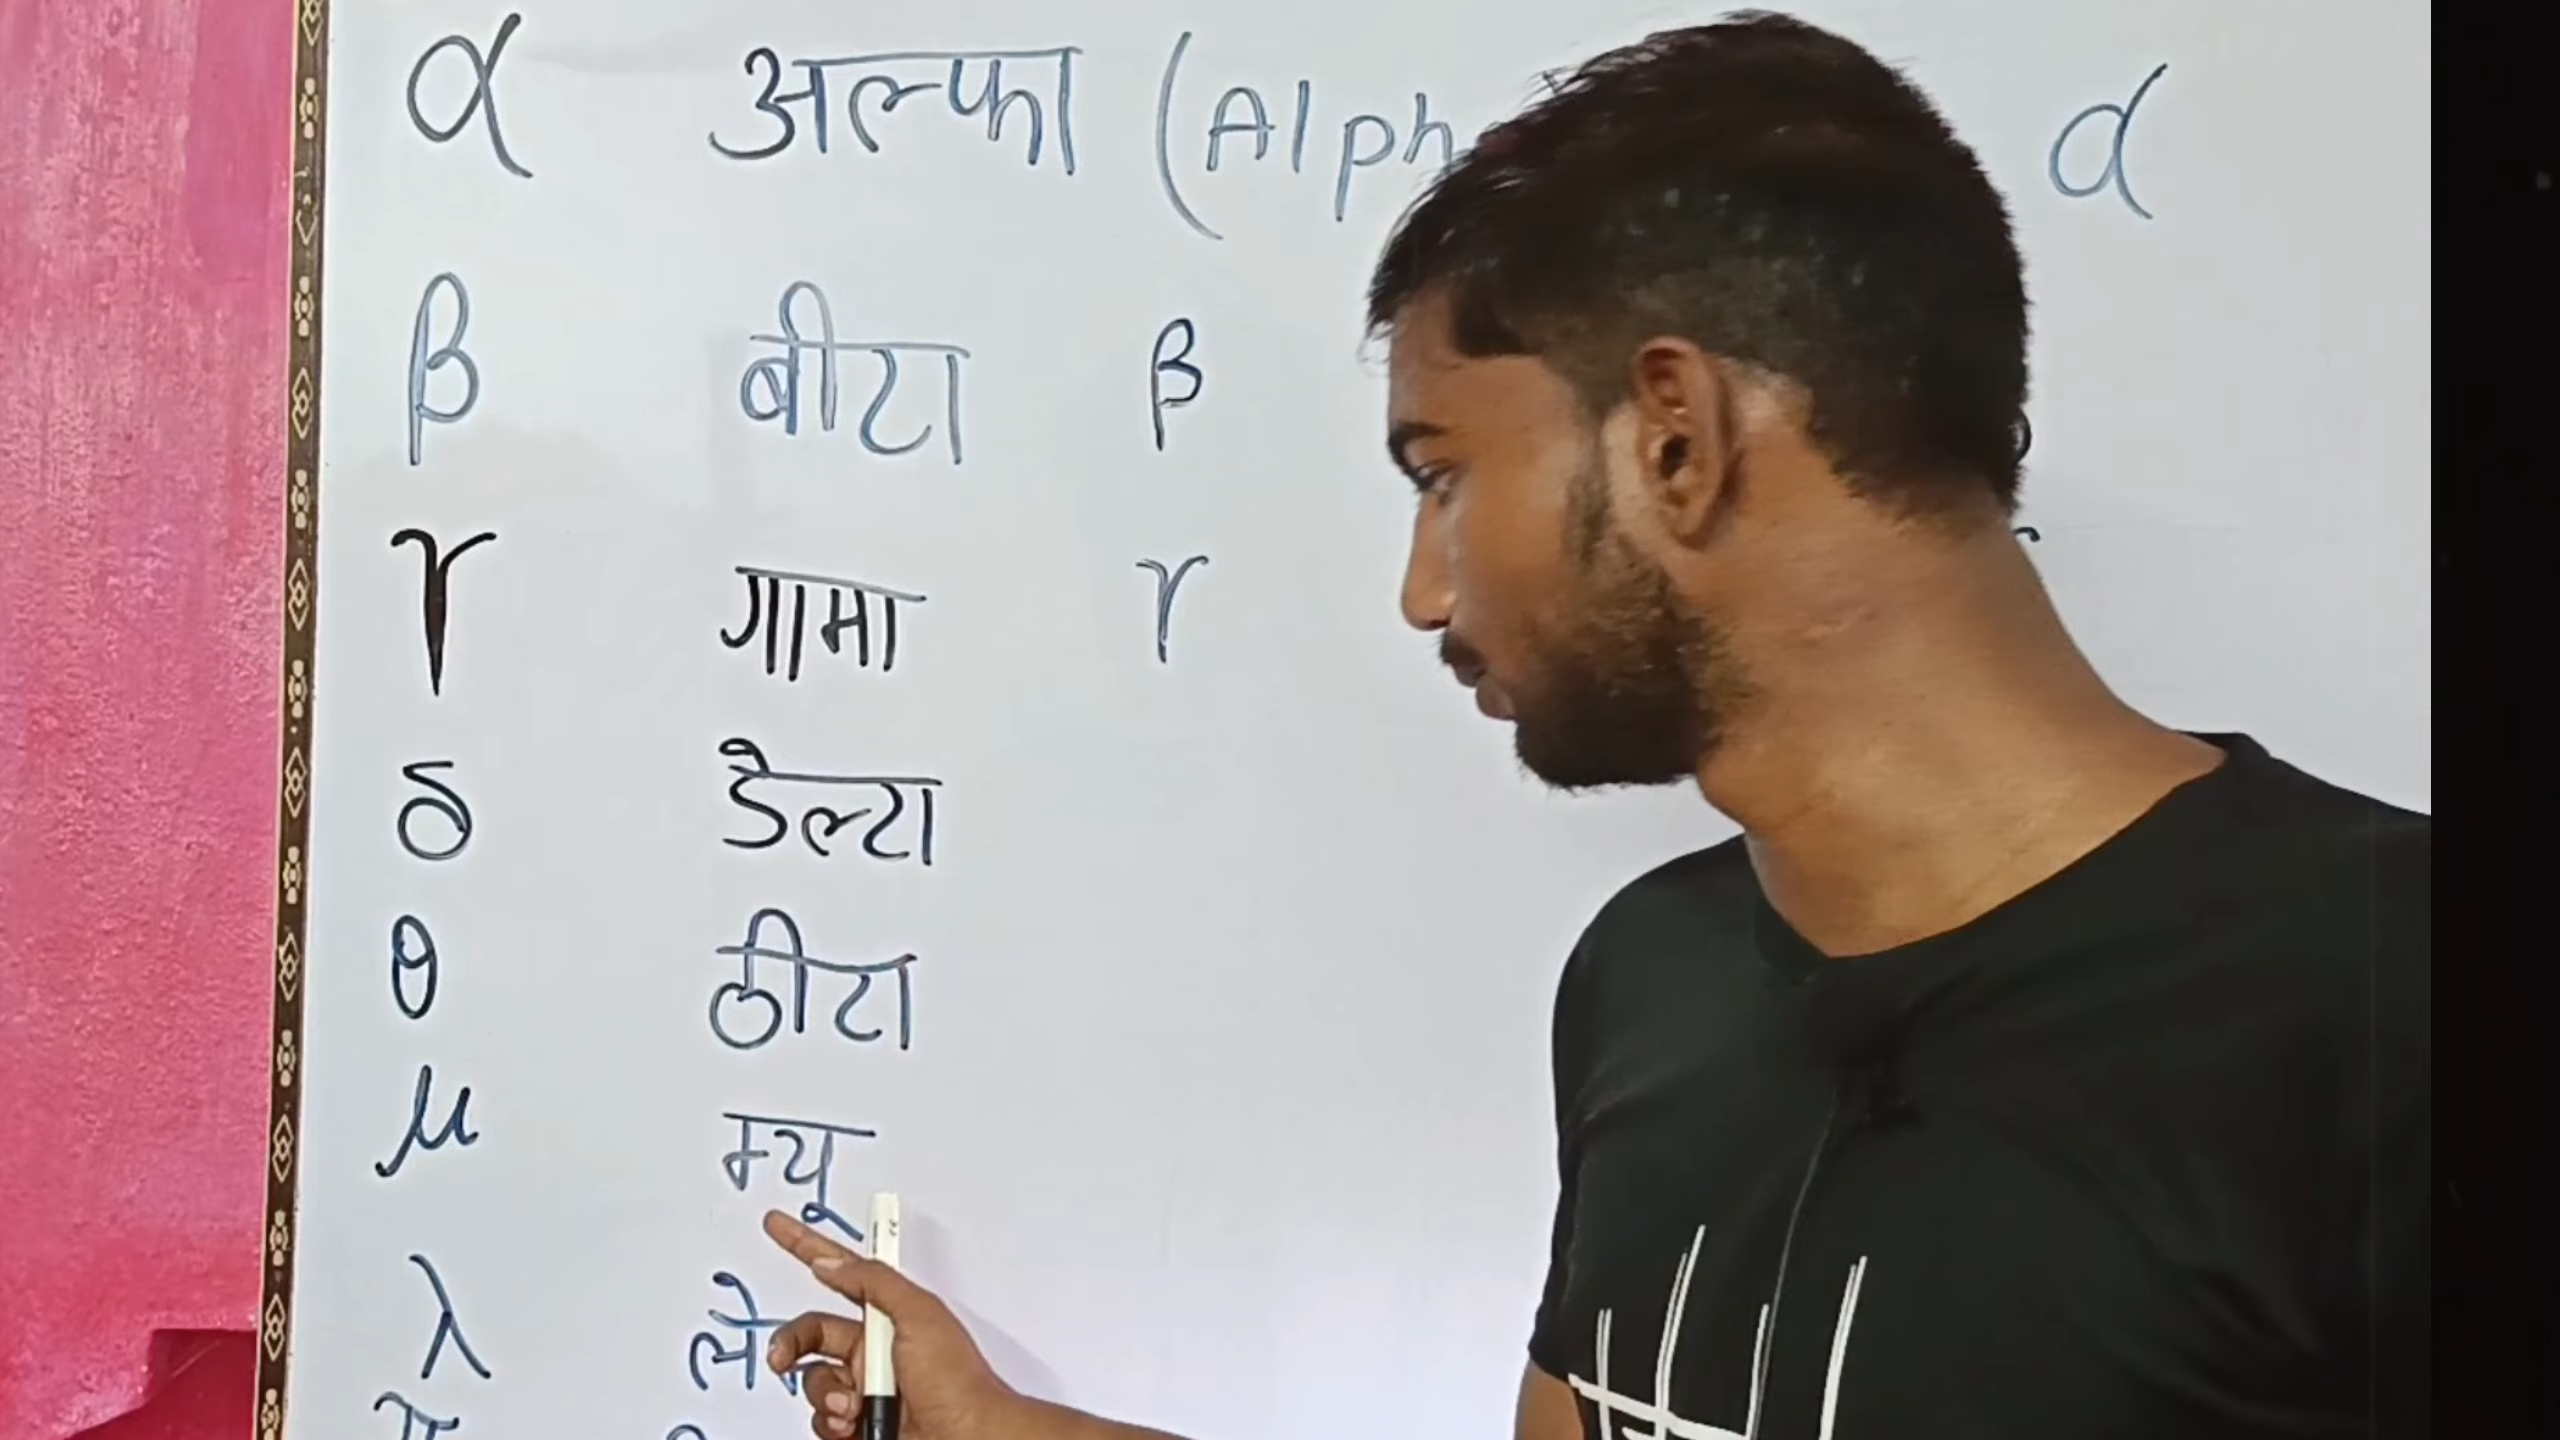 α अल्फा (Alph α
β बीटा β
γ गामा γ
δ डेल्टा
θ ठीटा
μ म्यू
λ
π